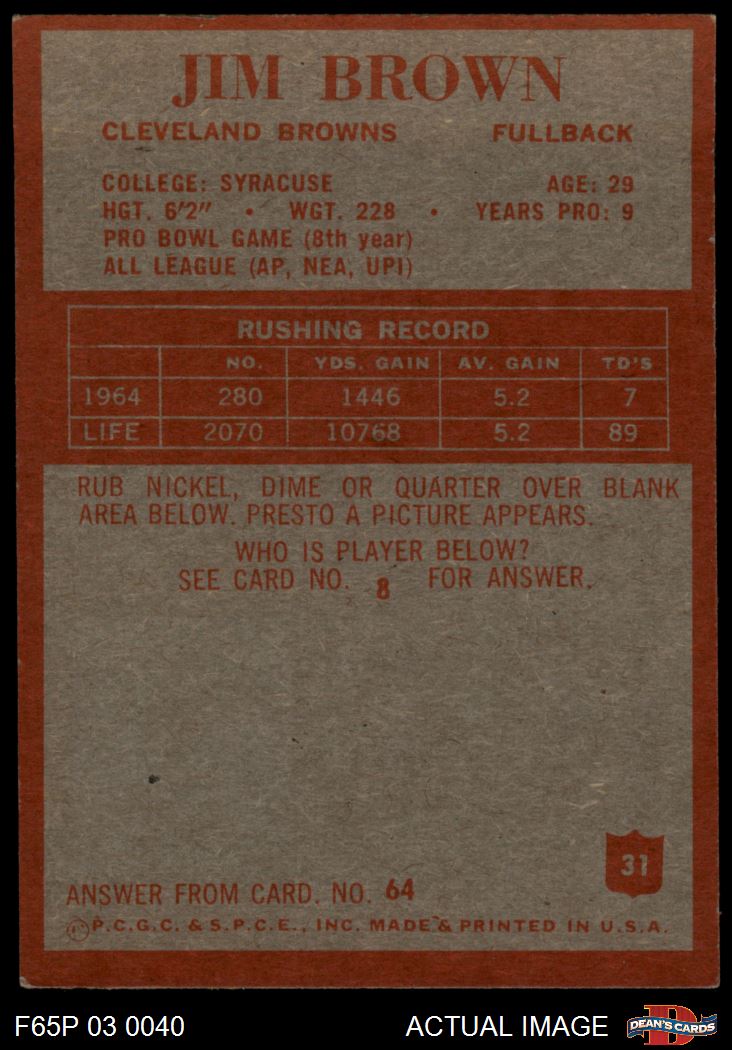 JIM BROWN
CLEVELAND BROWNS FULLBACK
COLLEGE: SYRACUSE AGE: 29
HGT. 6'2" • WGT. 228 • YEARS PRO: 9
PRO BOWL GAME (8th year)
ALL LEAGUE (AP, NEA, UPI)
RUSHING RECORD
NO. YDS. GAIN AV. GAIN TD'S
1964 280 1446 5.2 7
LIFE 2070 10768 5.2 89
RUB NICKEL, DIME OR QUARTER OVER BLANK
AREA BELOW. PRESTO A PICTURE APPEARS.
WHO IS PLAYER BELOW?
SEE CARD NO. 8 FOR ANSWER.
31
ANSWER FROM CARD. NO. 64
©P.C.G.C. & S.P.C.E., INC. MADE & PRINTED IN U.S.A.
F65P 03 0040 ACTUAL IMAGE DEAN'S CARDS